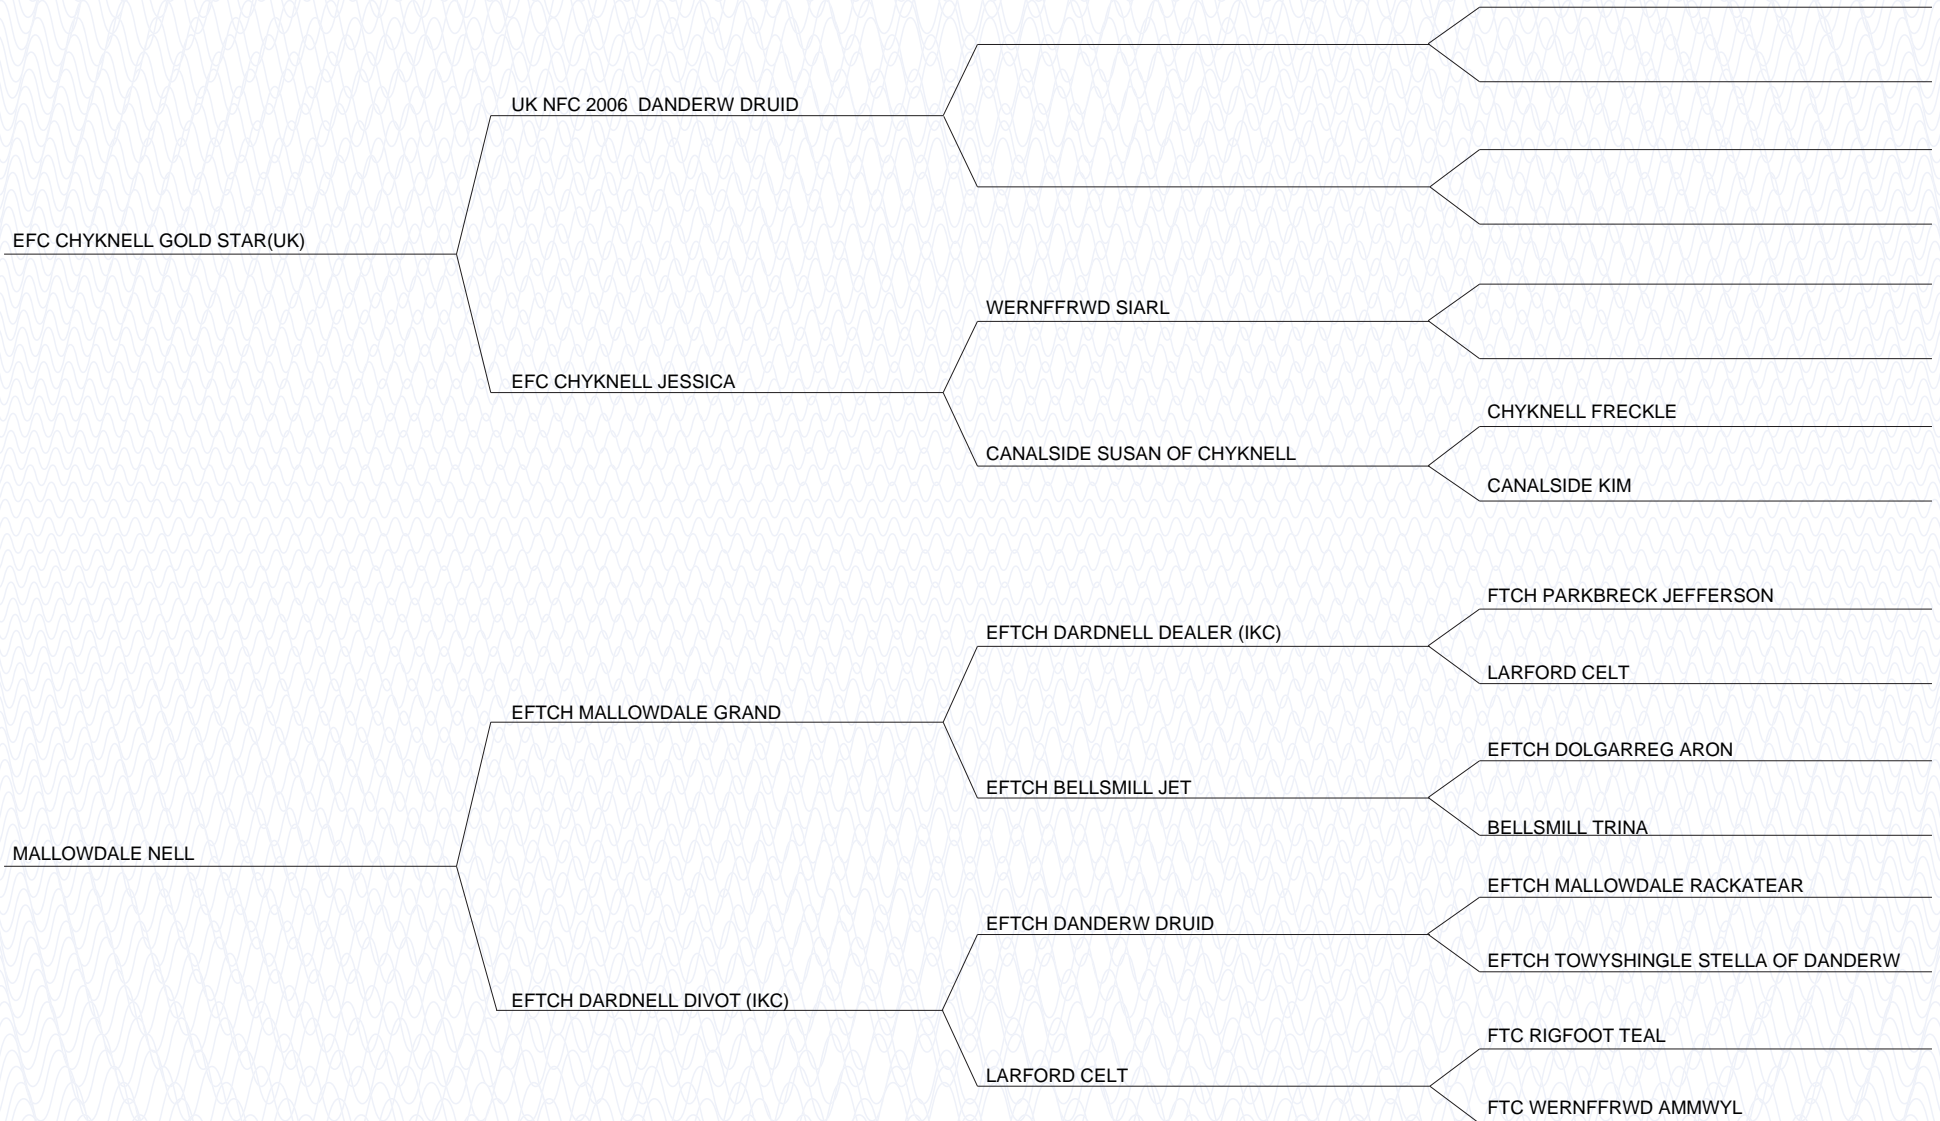 UK NFC 2006  DANDERW DRUID
EFC CHYKNELL GOLD STAR(UK)
WERNFFRWD SIARL
EFC CHYKNELL JESSICA
CHYKNELL FRECKLE
CANALSIDE SUSAN OF CHYKNELL
CANALSIDE KIM
FTCH PARKBRECK JEFFERSON
EFTCH DARDNELL DEALER (IKC)
LARFORD CELT
EFTCH MALLOWDALE GRAND
EFTCH DOLGARREG ARON
EFTCH BELLSMILL JET
BELLSMILL TRINA
MALLOWDALE NELL
EFTCH MALLOWDALE RACKATEAR
EFTCH DANDERW DRUID
EFTCH TOWYSHINGLE STELLA OF DANDERW
EFTCH DARDNELL DIVOT (IKC)
FTC RIGFOOT TEAL
LARFORD CELT
FTC WERNFFRWD AMMWYL